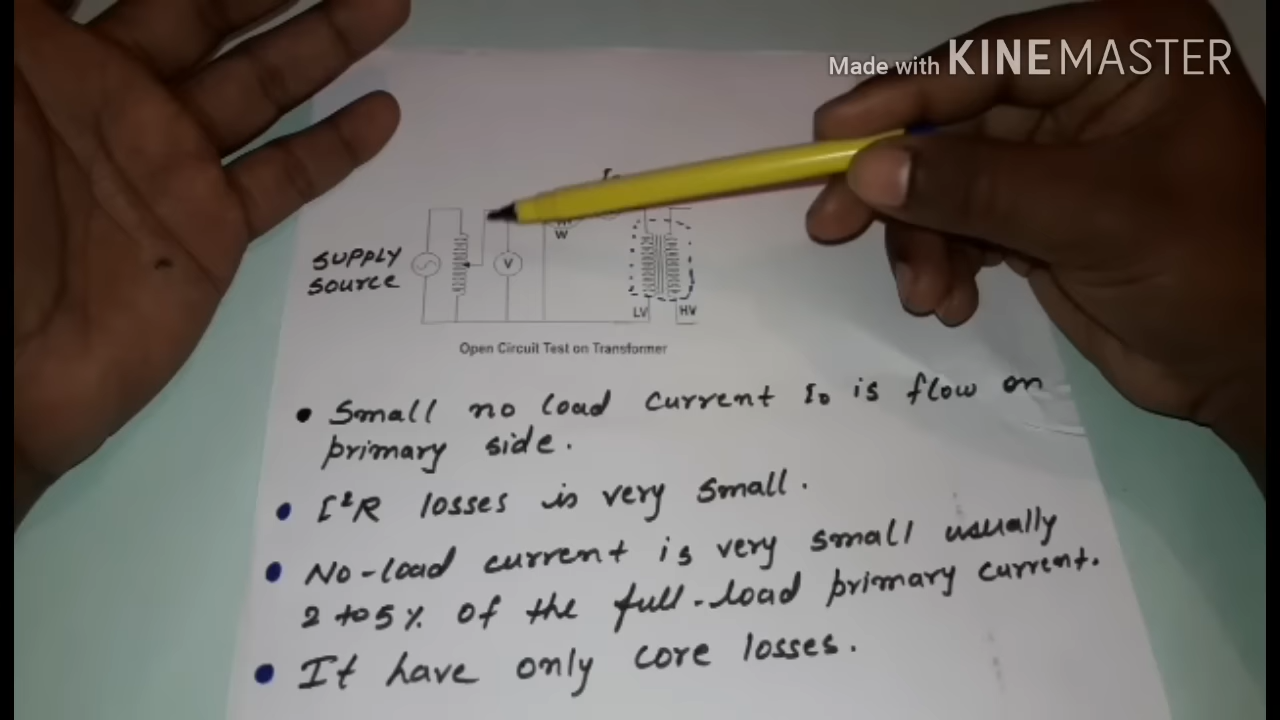 Made with KINEMASTER
I
W
SUPPLY
SOURCE
V
LV HV
Open Circuit Test on Transformer
• Small no load current I0 is flow on
primary side.
• I²R losses is very small.
• No-load current is very small usually
2 to 5% of the full-load primary current.
• It have only core losses.